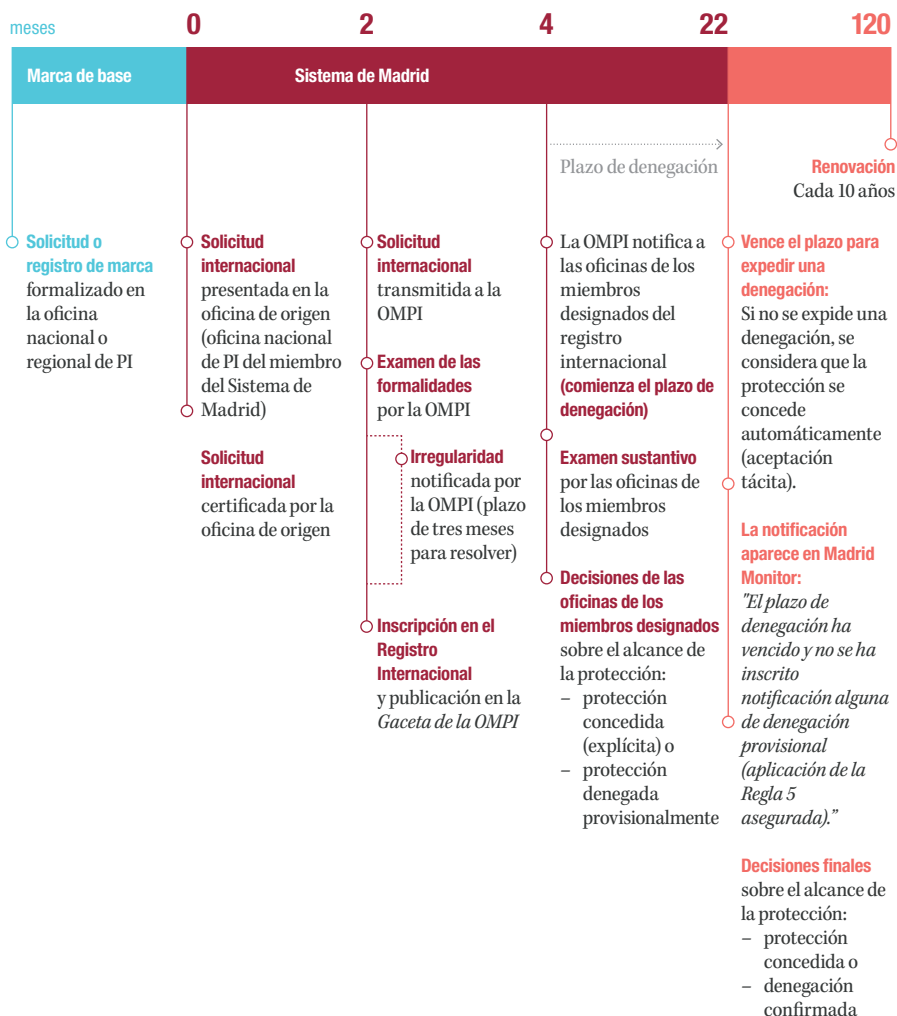 meses
0
2
4
22
120
Marca de base
Sistema de Madrid
Plazo de denegación
Renovación
Cada 10 años
Solicitud o
registro de marca
formalizado en
la oficina
nacional o
regional de PI
Solicitud
internacional
presentada en la
oficina de origen
(oficina nacional
de PI del miembro
del Sistema de
Madrid)
Solicitud
internacional
certificada por la
oficina de origen
Solicitud
internacional
transmitida a la
OMPI
Examen de las
formalidades
por la OMPI
Irregularidad
notificada por
la OMPI (plazo
de tres meses
para resolver)
Inscripción en el
Registro
Internacional
y publicación en la
Gaceta de la OMPI
La OMPI notifica a
las oficinas de los
miembros
designados del
registro
internacional
(comienza el plazo de
denegación)
Examen sustantivo
por las oficinas de
los miembros
designados
Decisiones de las
oficinas de los
miembros designados
sobre el alcance de
la protección:
– protección
concedida
(explícita) o
– protección
denegada
provisionalmente
Vence el plazo para
expedir una
denegación:
Si no se expide una
denegación, se
considera que la
protección se
concede
automáticamente
(aceptación
tácita).
La notificación
aparece en Madrid
Monitor:
"El plazo de
denegación ha
vencido y no se ha
inscrito
notificación alguna
de denegación
provisional
(aplicación de la
Regla 5
asegurada).”
Decisiones finales
sobre el alcance de
la protección:
– protección
concedida o
– denegación
confirmada